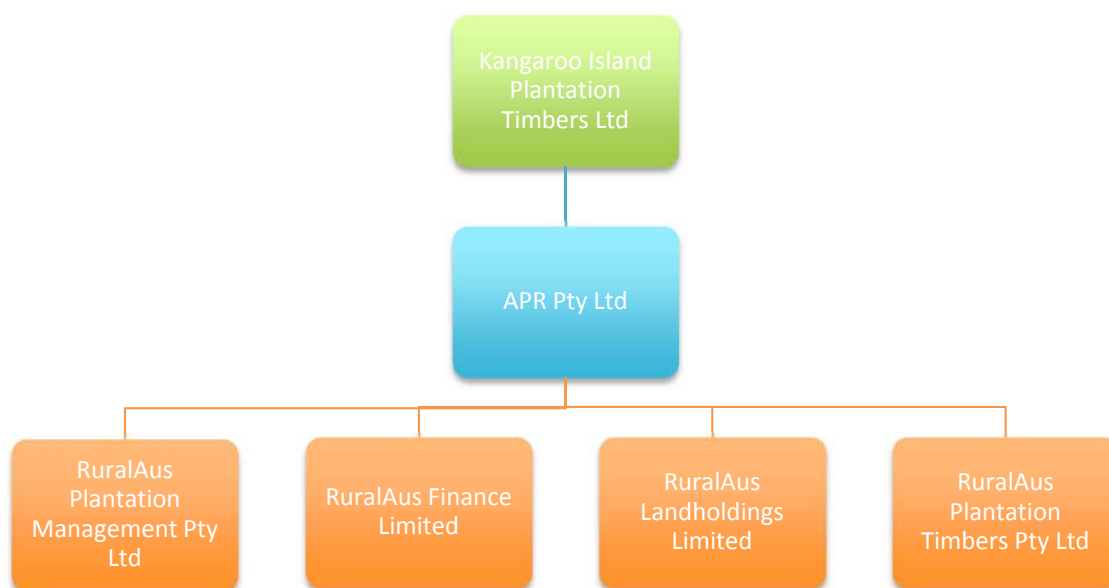 Kangaroo Island
Plantation
Timbers Ltd
APR Pty Ltd
RuralAus
Plantation
Management Pty
Ltd
RuralAus Finance
Limited
RuralAus
Landholdings
Limited
RuralAus
Plantation
Timbers Pty Ltd